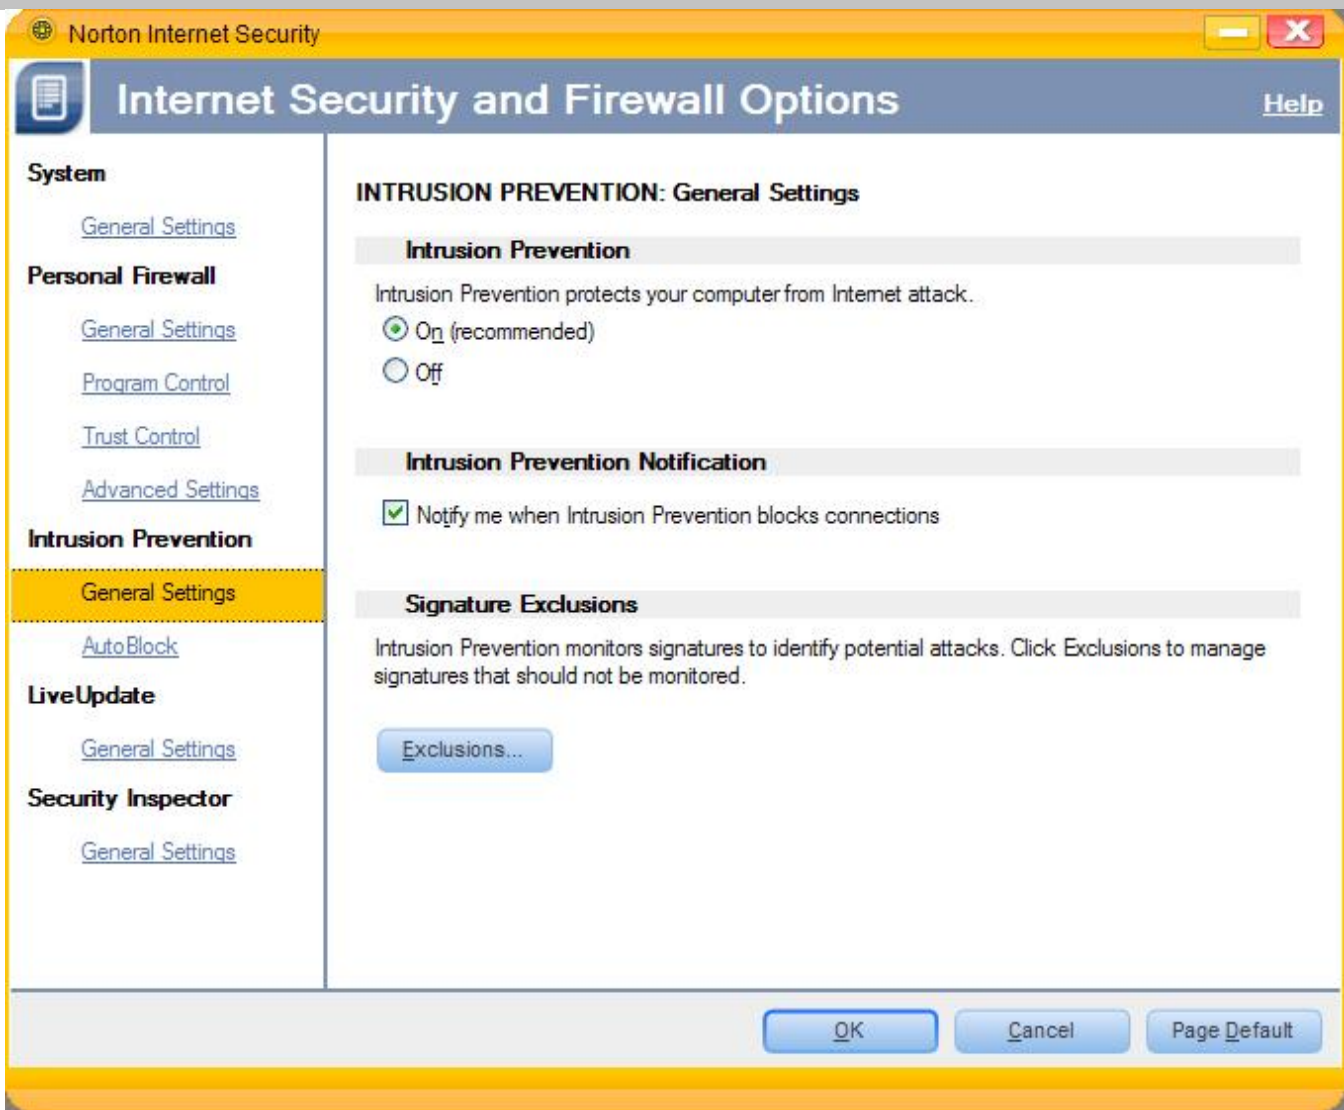 Norton Internet Security
Internet Security and Firewall Options
Help
System
General Settings
Personal Firewall
General Settings
Program Control
Trust Control
Advanced Settings
Intrusion Prevention
General Settings
AutoBlock
LiveUpdate
General Settings
Security Inspector
General Settings
INTRUSION PREVENTION: General Settings
Intrusion Prevention
Intrusion Prevention protects your computer from Internet attack.
On (recommended)
Off
Intrusion Prevention Notification
Notify me when Intrusion Prevention blocks connections
Signature Exclusions
Intrusion Prevention monitors signatures to identify potential attacks. Click Exclusions to manage
signatures that should not be monitored.
Exclusions...
OK
Cancel
Page Default